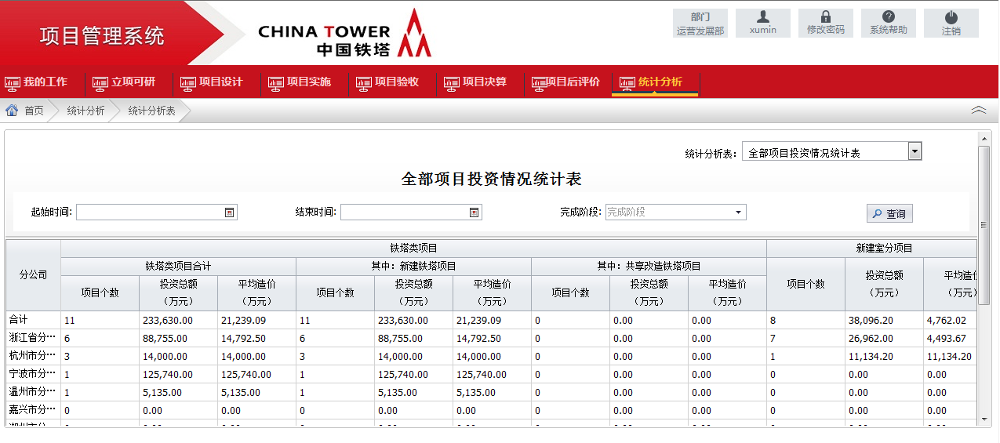 项目管理系统
CHINA TOWER
中国铁塔
部门
运营发展部
xumin
修改密码
系统帮助
注销
我的工作 立项可研 项目设计 项目实施 项目验收 项目决算 项目后评价 统计分析
首页 统计分析 统计分析表
统计分析表： 全部项目投资情况统计表
全部项目投资情况统计表
起始时间: 结束时间: 完成阶段: 完成阶段 查询
铁塔类项目 新建室分项目
分公司
铁塔类项目合计 其中：新建铁塔项目 其中：共享改造铁塔项目
项目个数 投资总额（万元） 平均造价（万元） 项目个数 投资总额（万元） 平均造价（万元） 项目个数 投资总额（万元） 平均造价（万元） 项目个数 投资总额（万元） 平均造（万元）
合计 11 233,630.00 21,239.09 11 233,630.00 21,239.09 0 0.00 0.00 8 38,096.20 4,762.02
浙江省分… 6 88,755.00 14,792.50 6 88,755.00 14,792.50 0 0.00 0.00 7 26,962.00 4,493.67
杭州市分… 3 14,000.00 14,000.00 3 14,000.00 14,000.00 0 0.00 0.00 1 11,134.20 11,134.20
宁波市分… 1 125,740.00 125,740.00 1 125,740.00 125,740.00 0 0.00 0.00 0 0.00 0.00
温州市分… 1 5,135.00 5,135.00 1 5,135.00 5,135.00 0 0.00 0.00 0 0.00 0.00
嘉兴市分… 0 0.00 0.00 0 0.00 0.00 0 0.00 0.00 0 0.00 0.00